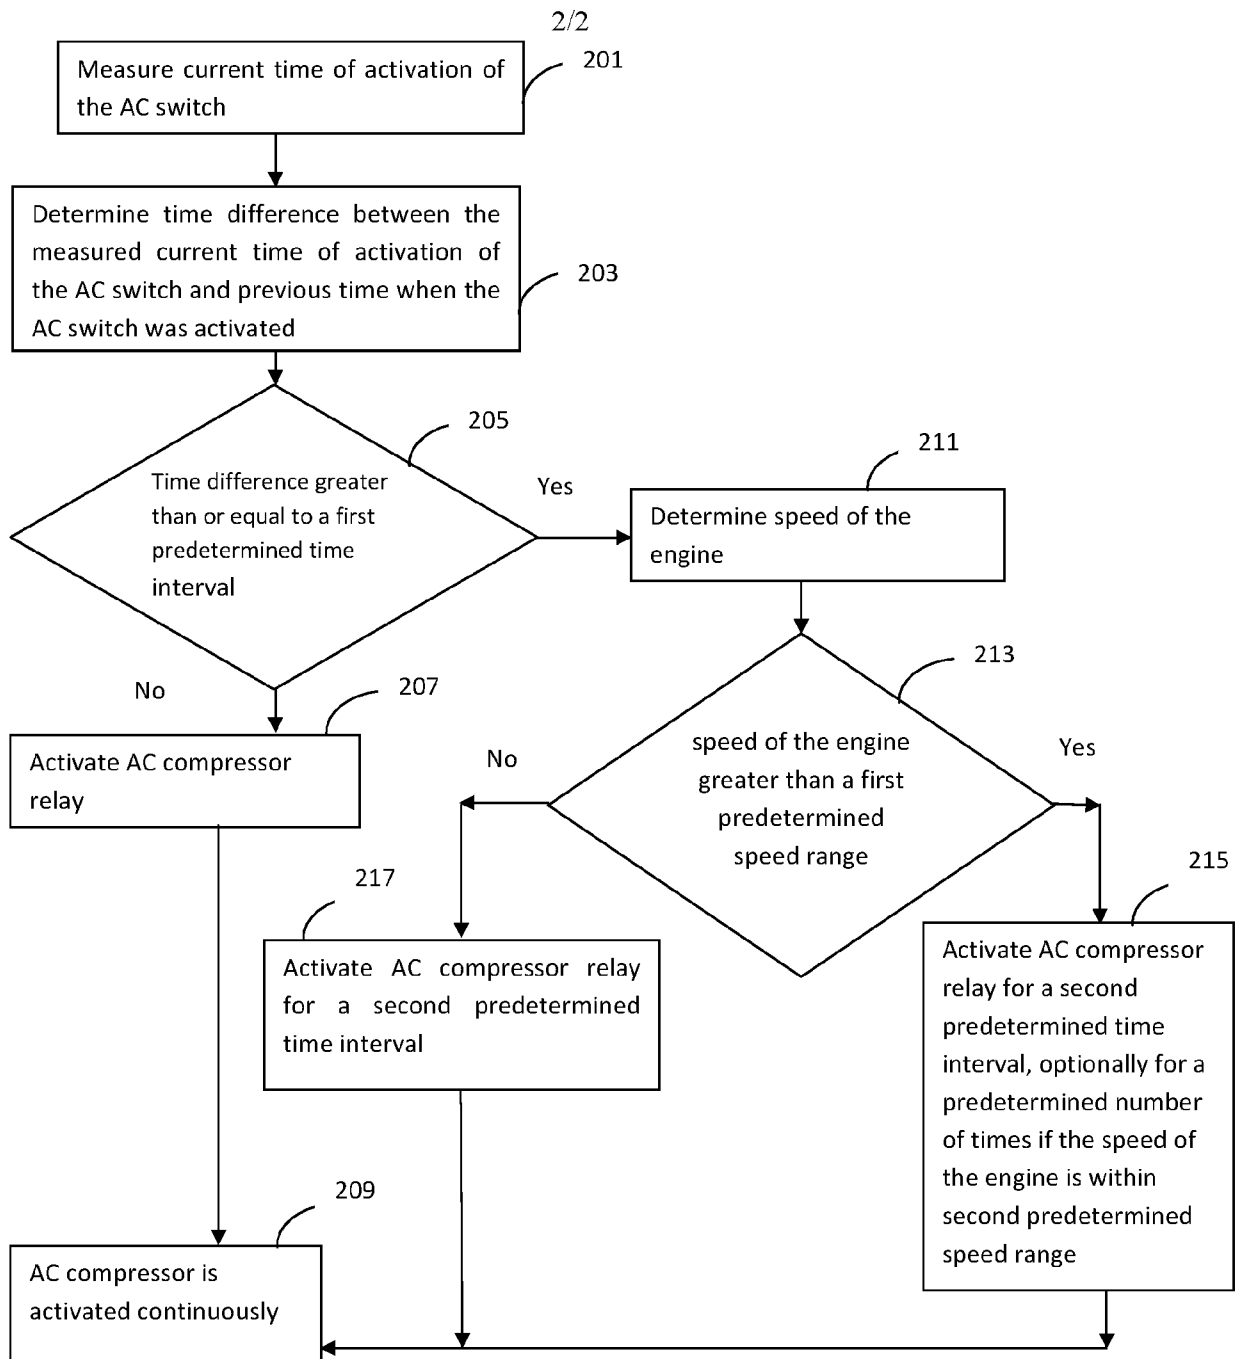 2/2
201
Measure current time of activation of
the AC switch
Determine time difference between the
measured current time of activation of
the AC switch and previous time when the
AC switch was activated
203
205
Time difference greater
than or equal to a first
predetermined time
interval
Yes
211
Determine speed of the
engine
No
207
Activate AC compressor
relay
213
speed of the engine
greater than a first
predetermined
speed range
No
Yes
217
Activate AC compressor relay
for a second predetermined
time interval
215
Activate AC compressor
relay for a second
predetermined time
interval, optionally for a
predetermined number
of times if the speed of
the engine is within
second predetermined
speed range
209
AC compressor is
activated continuously